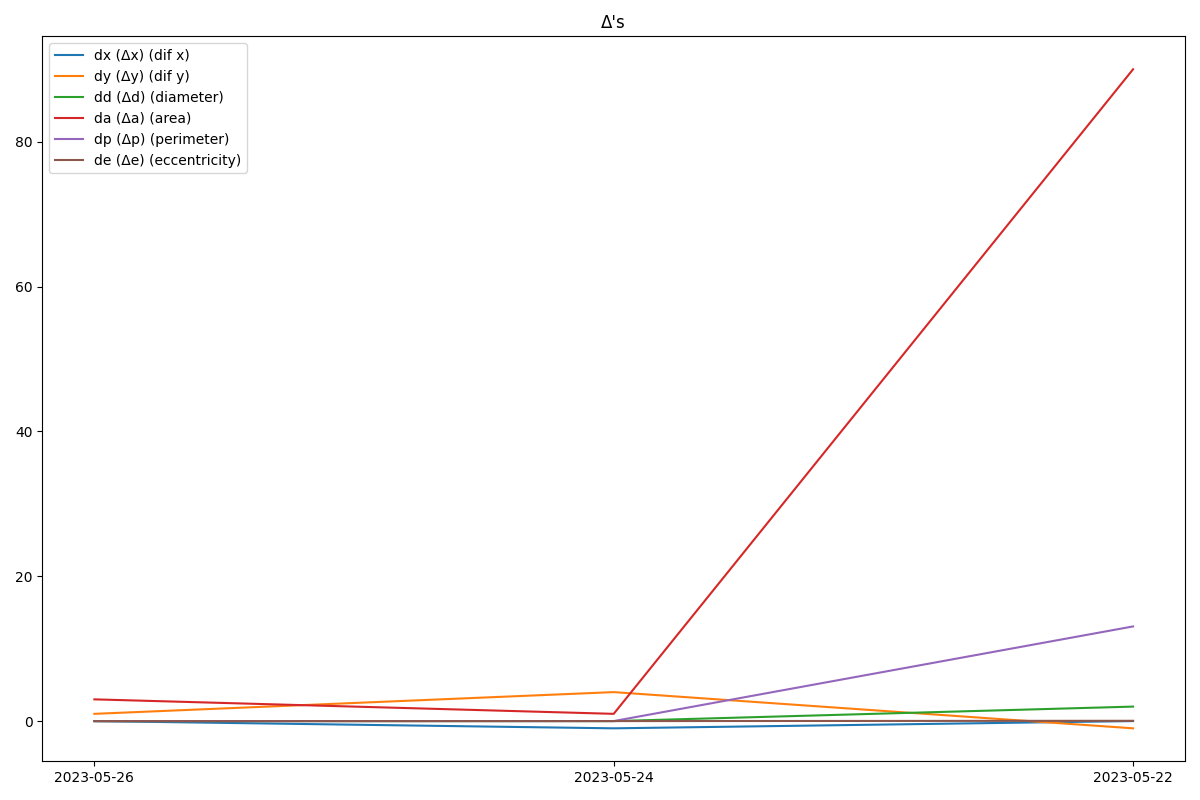 Δ's
dx (Δx) (dif x)
dy (Δy) (dif y)
dd (Δd) (diameter)
da (Δa) (area)
dp (Δp) (perimeter)
de (Δe) (eccentricity)
80
60
40
20
0
2023-05-26 2023-05-24 2023-05-22